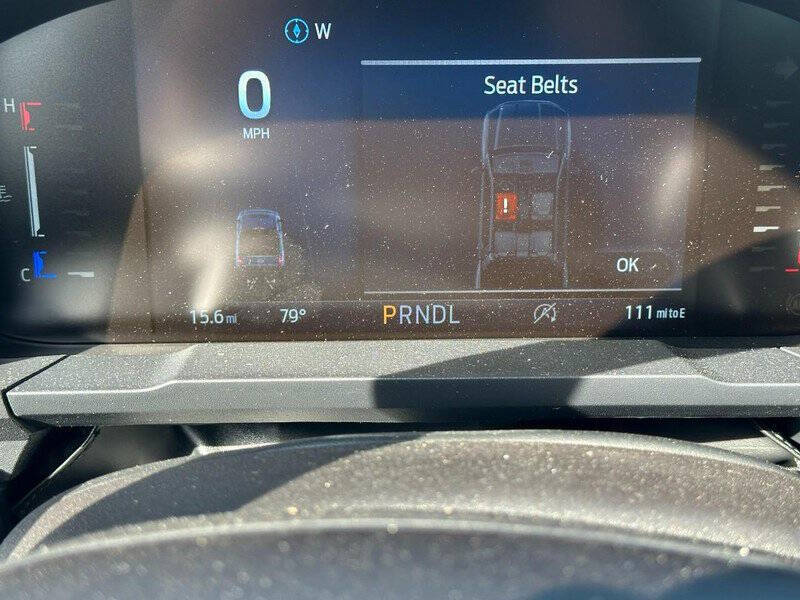 W
Seat Belts
H
0
MPH
!
C
OK
15.6 mi 79° PRNDL 111 mi to E